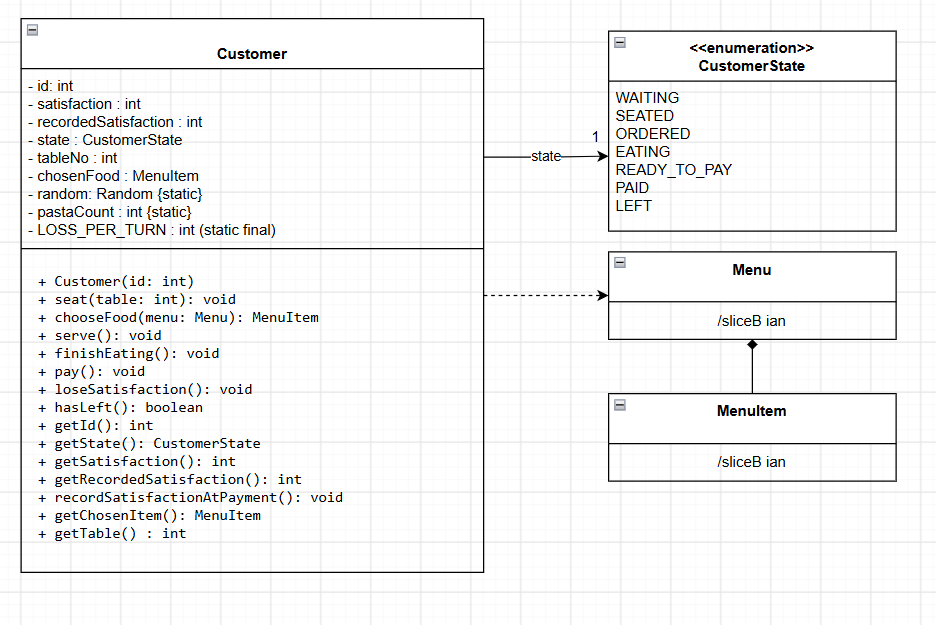 Customer
- id: int
- satisfaction : int
- recordedSatisfaction : int
- state : CustomerState
- tableNo : int
- chosenFood : MenuItem
- random: Random {static}
- pastaCount : int {static}
- LOSS_PER_TURN : int (static final)
+ Customer(id: int)
+ seat(table: int): void
+ chooseFood(menu: Menu): MenuItem
+ serve(): void
+ finishEating(): void
+ pay(): void
+ loseSatisfaction(): void
+ hasLeft(): boolean
+ getId(): int
+ getState(): CustomerState
+ getSatisfaction(): int
+ getRecordedSatisfaction(): int
+ recordSatisfactionAtPayment(): void
+ getChosenItem(): MenuItem
+ getTable() : int
state
1
<<enumeration>>
CustomerState
WAITING
SEATED
ORDERED
EATING
READY_TO_PAY
PAID
LEFT
Menu
/sliceB ian
MenuItem
/sliceB ian